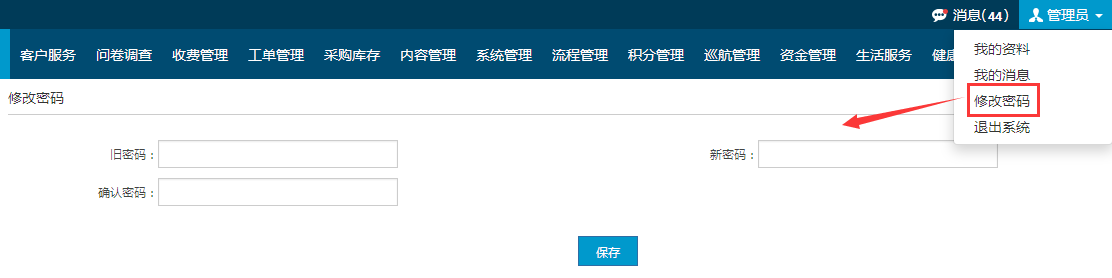 消息(44) 管理员
客户服务 问卷调查 收费管理 工单管理 采购库存 内容管理 系统管理 流程管理 积分管理 巡航管理 资金管理 生活服务 健康
我的资料
我的消息
修改密码
退出系统
修改密码
旧密码：
新密码：
确认密码：
保存